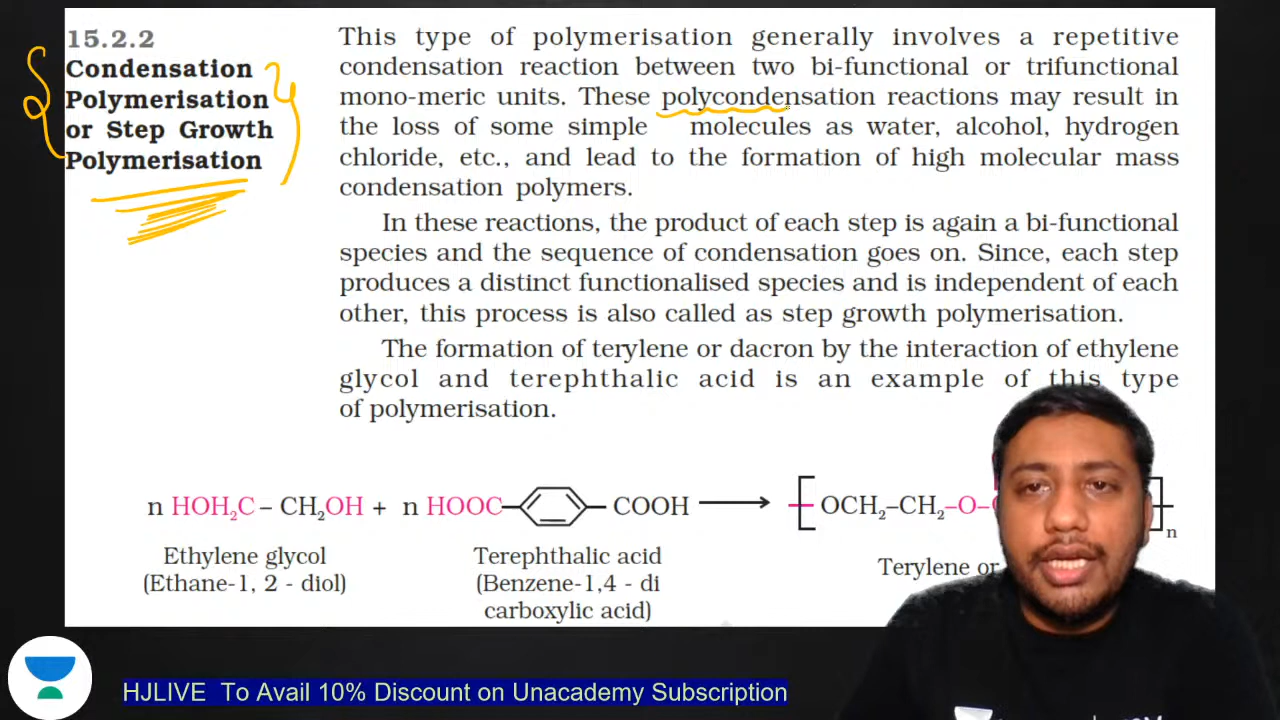 15.2.2
Condensation
Polymerisation
or Step Growth
Polymerisation
This type of polymerisation generally involves a repetitive
condensation reaction between two bi-functional or trifunctional
mono-meric units. These polycondensation reactions may result in
the loss of some simple molecules as water, alcohol, hydrogen
chloride, etc., and lead to the formation of high molecular mass
condensation polymers.
In these reactions, the product of each step is again a bi-functional
species and the sequence of condensation goes on. Since, each step
produces a distinct functionalised species and is independent of each
other, this process is also called as step growth polymerisation.
The formation of terylene or dacron by the interaction of ethylene
glycol and terephthalic acid is an example of this type
of polymerisation.
n HOH₂C – CH₂OH + n HOOC COOH OCH₂–CH₂–O– n
Ethylene glycol
(Ethane-1, 2 - diol)
Terephthalic acid
(Benzene-1,4 - di
carboxylic acid)
Terylene or
HJLIVE To Avail 10% Discount on Unacademy Subscription